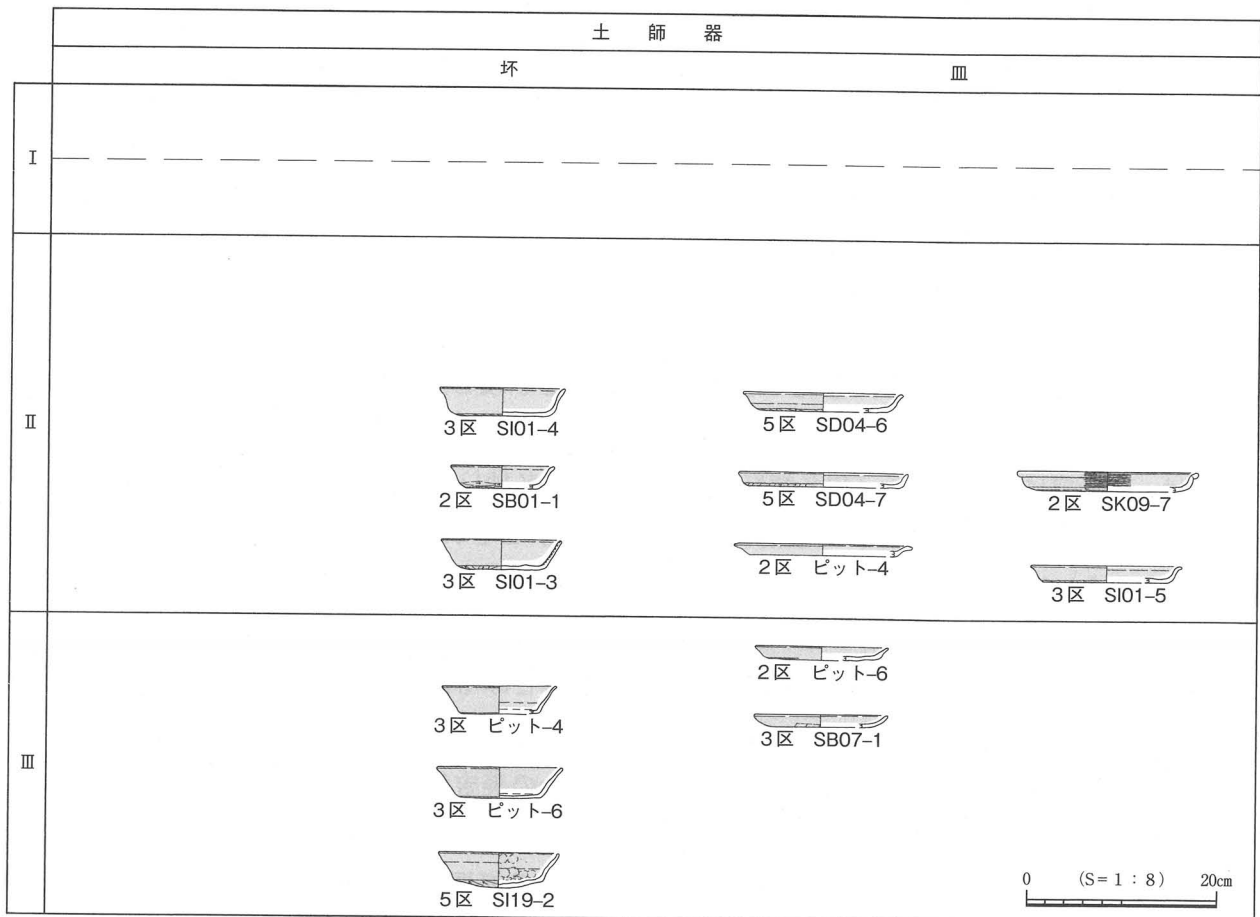 土師器
坏
皿
Ⅰ
Ⅱ
3区 SI01-4
5区 SD04-6
2区 SB01-1
5区 SD04-7
2区 SK09-7
3区 SI01-3
2区 ピット-4
3区 SI01-5
Ⅲ
2区 ピット-6
3区 ピット-4
3区 SB07-1
3区 ピット-6
5区 SI19-2
0 (S=1:8) 20cm